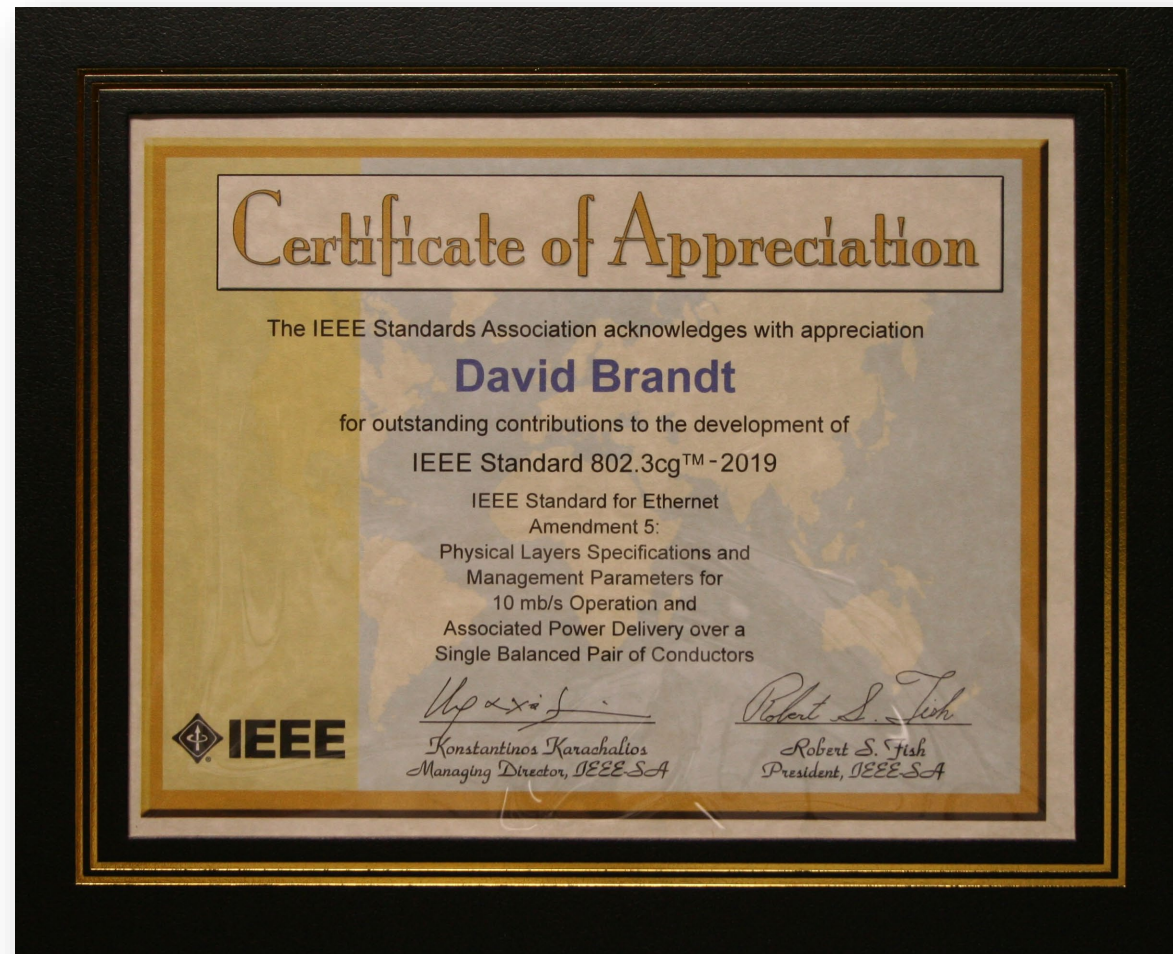 Certificate of Appreciation
The IEEE Standards Association acknowledges with appreciation
David Brandt
for outstanding contributions to the development of
IEEE Standard 802.3cg™-2019
IEEE Standard for Ethernet
Amendment 5:
Physical Layers Specifications and
Management Parameters for
10 mb/s Operation and
Associated Power Delivery over a
Single Balanced Pair of Conductors
Robert S. Fish
IEEE
Konstantinos Karachalios
Managing Director, IEEE-SA
Robert S. Fish
President, IEEE-SA